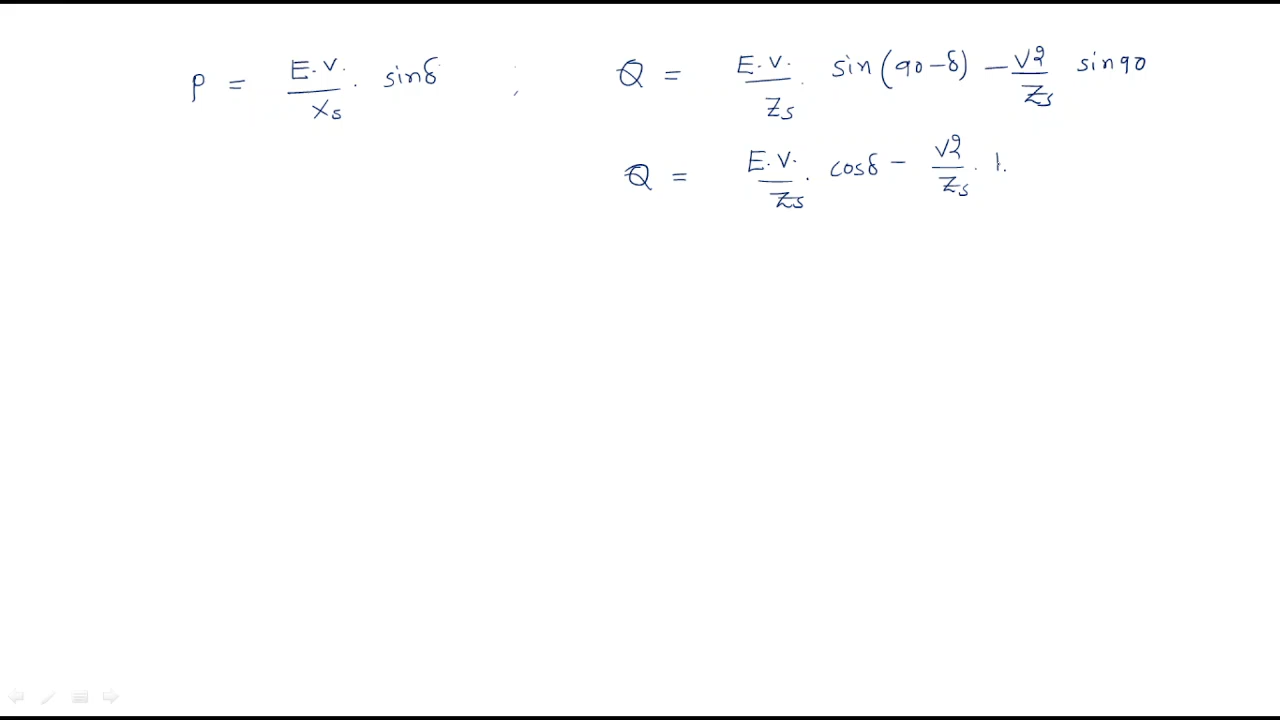 P = E.V./Xs . sinδ ; Q = E.V./Zs . sin(90-δ) - V2/Zs sin90
Q = E.V./Zs . cosδ - V2/Zs . 1.